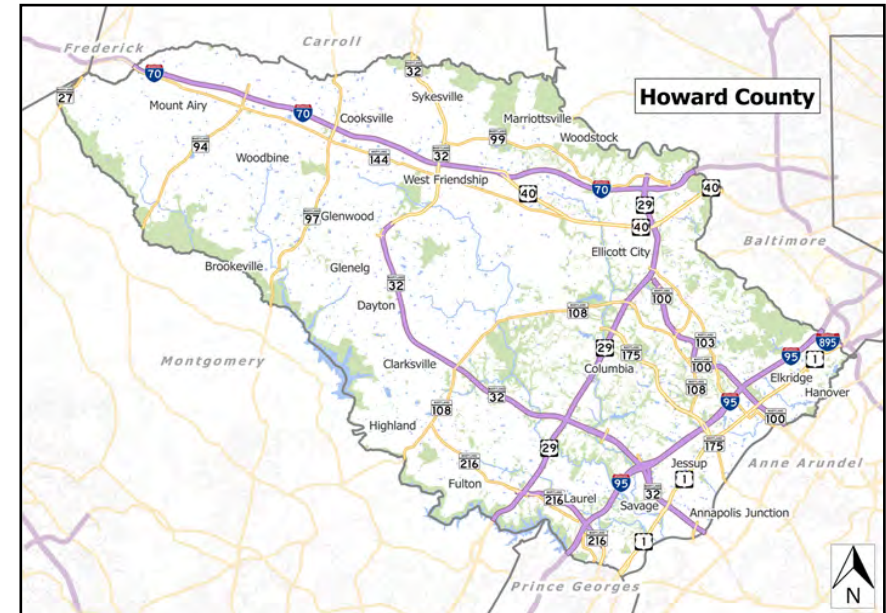 Frederick
Carroll
Howard County
70
32
Sykesville
27
Mount Airy
70
Cooksville
Marriottsville
94
Woodbine
144
32
99
Woodstock
West Friendship
40
70
29
40
97
Glenwood
40
Ellicott City
Baltimore
Brookeville
Glenelg
32
100
Dayton
108
103
895
Montgomery
29
175
95
1
Clarksville
Columbia
100
Elkridge
32
108
95
Hanover
108
100
Highland
29
175
216
Jessup
Anne Arundel
Fulton
95
1
216
Laurel
32
Savage
Annapolis Junction
216
1
Prince Georges
N